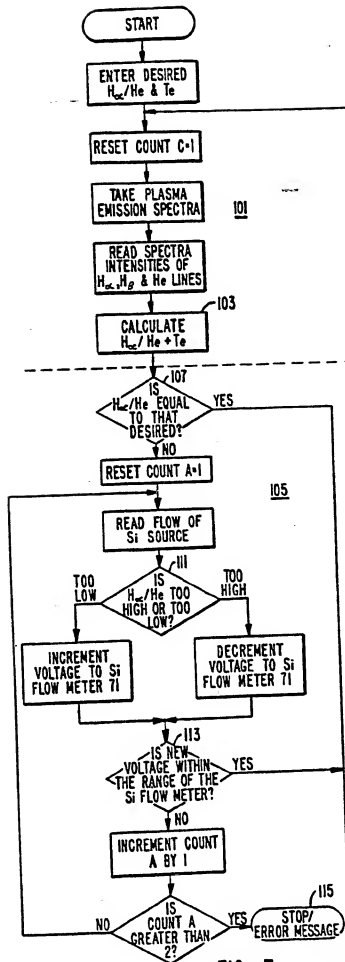 START
ENTER DESIRED
H∝/He & Te
RESET COUNT C=1
TAKE PLASMA
EMISSION SPECTRA
101
READ SPECTRA
INTENSITIES OF
H∝,Hβ & He LINES
103
CALCULATE
H∝/He + Te
107
IS
H∝/He EQUAL
TO THAT
DESIRED?
YES
NO
RESET COUNT A=1
105
READ FLOW OF
Si SOURCE
111
TOO
LOW
IS
H∝/He TOO
HIGH OR TOO
LOW?
TOO
HIGH
INCREMENT
VOLTAGE TO Si
FLOW METER 71
DECREMENT
VOLTAGE TO Si
FLOW METER 71
113
IS NEW
VOLTAGE WITHIN
THE RANGE OF THE
Si FLOW METER?
YES
NO
INCREMENT COUNT
A BY 1
115
NO
IS
COUNT A
GREATER THAN
2?
YES
STOP/
ERROR MESSAGE